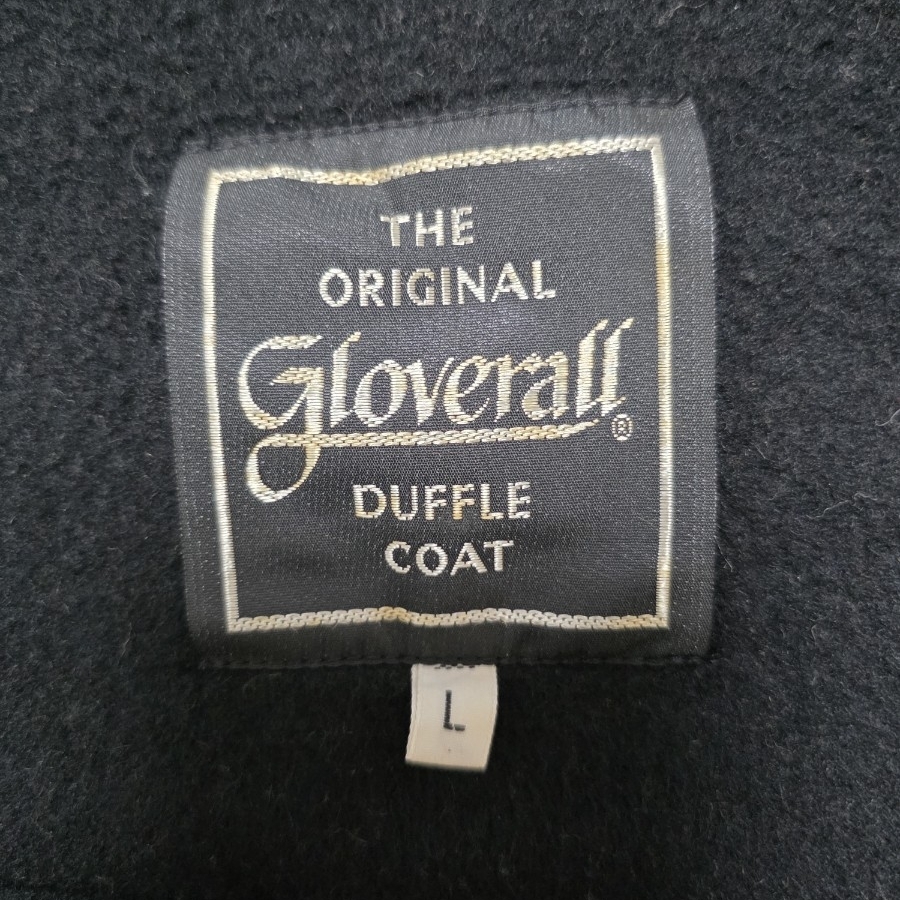 THE
ORIGINAL
Gloverall®
DUFFLE
COAT
L